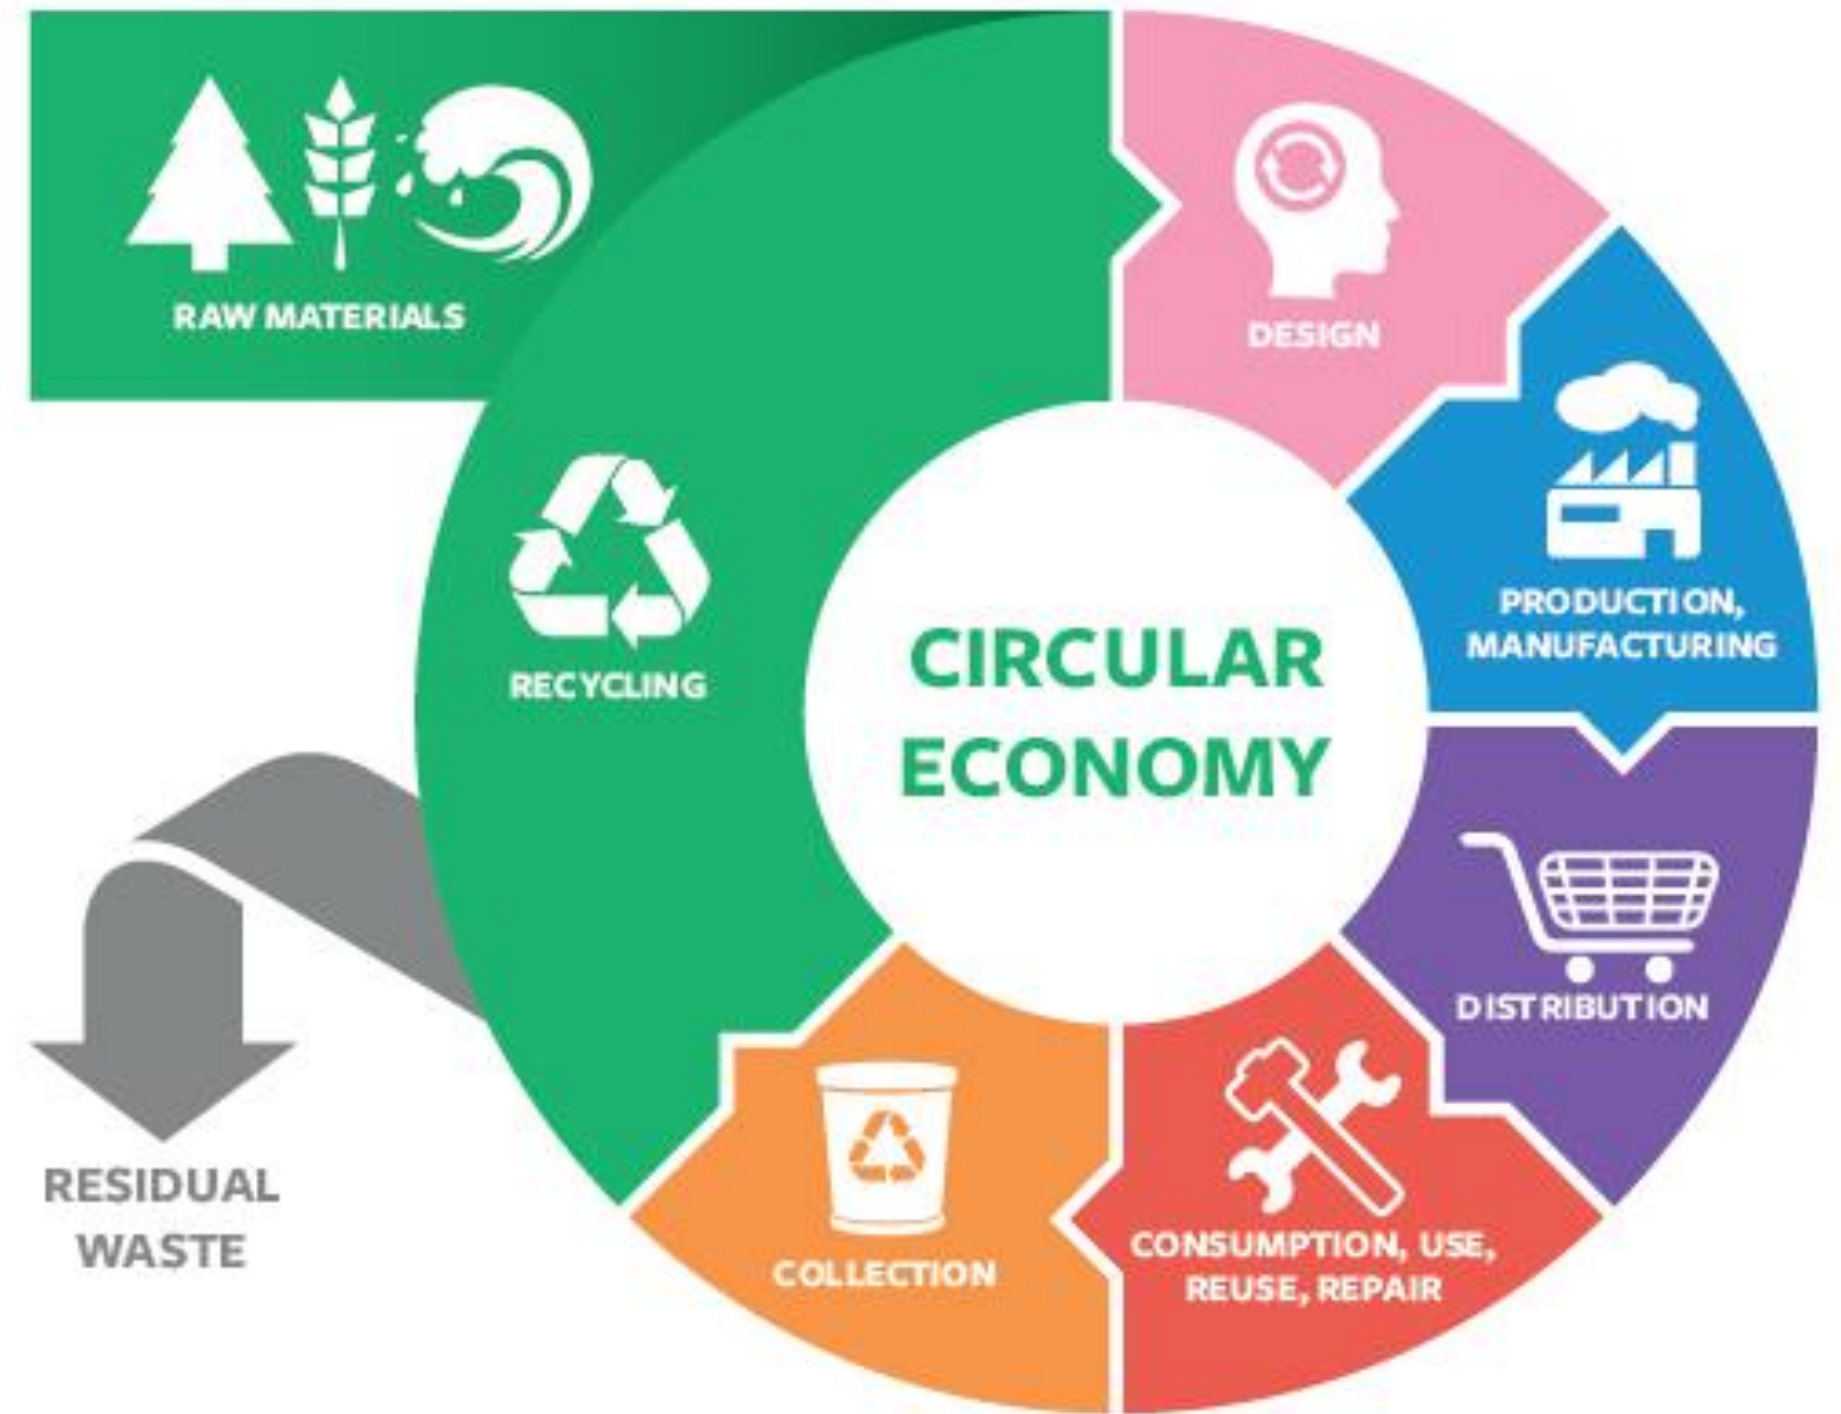 RAW MATERIALS
DESIGN
PRODUCTION,
MANUFACTURING
RECYCLING
CIRCULAR
ECONOMY
DISTRIBUTION
CONSUMPTION, USE,
REUSE, REPAIR
COLLECTION
RESIDUAL
WASTE